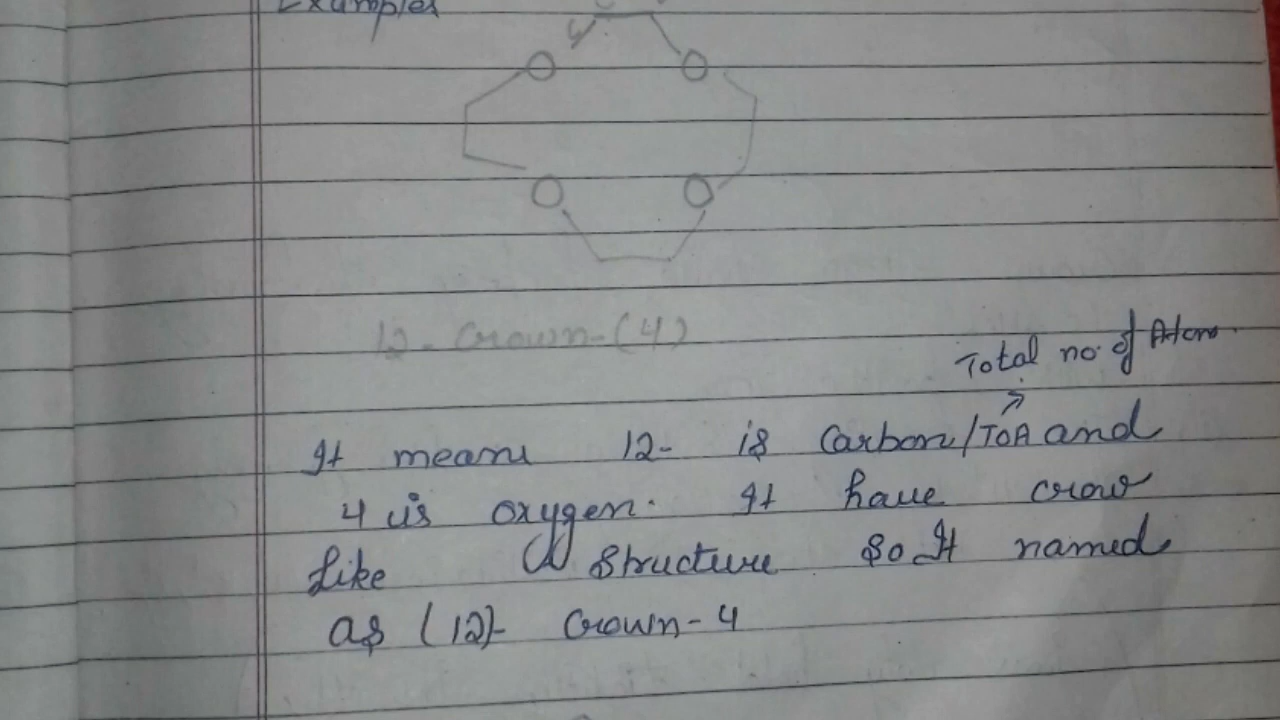 Examples
O O
O O
12-Crown-(4)
Total no. of Atom.
It means 12- is Carbon/TOA and
4 is oxygen. It have crow
like structure so It named
as (12)- Crown-4